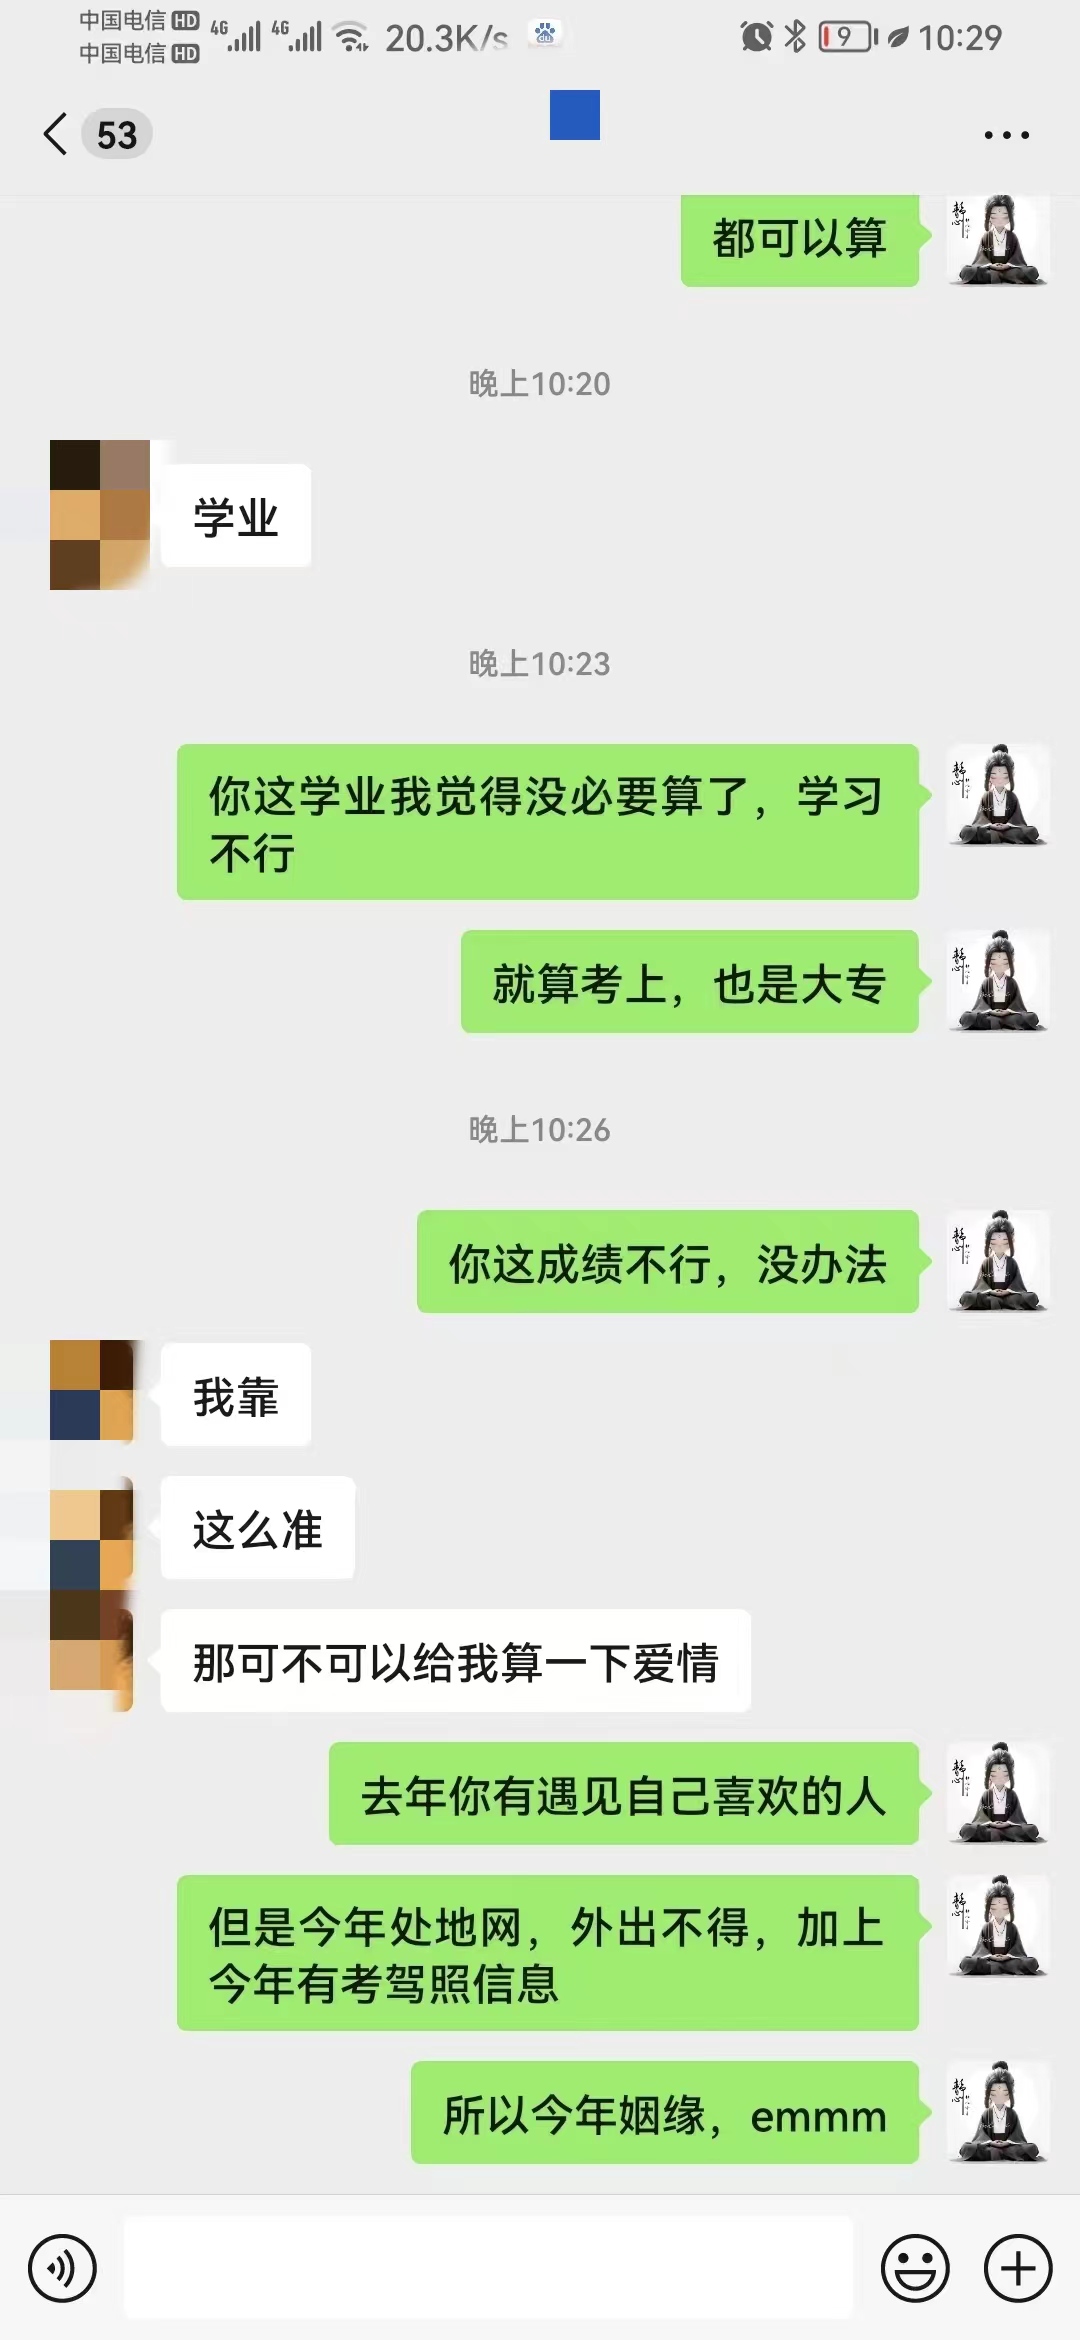 中国电信 HD 4G 4G 20.3K/s du 9 10:29
中国电信 HD
53
都可以算
晚上10:20
学业
晚上10:23
你这学业我觉得没必要算了，学习
不行
就算考上，也是大专
晚上10:26
你这成绩不行，没办法
我靠
这么准
那可不可以给我算一下爱情
去年你有遇见自己喜欢的人
但是今年处地网，外出不得，加上
今年有考驾照信息
所以今年姻缘，emmm